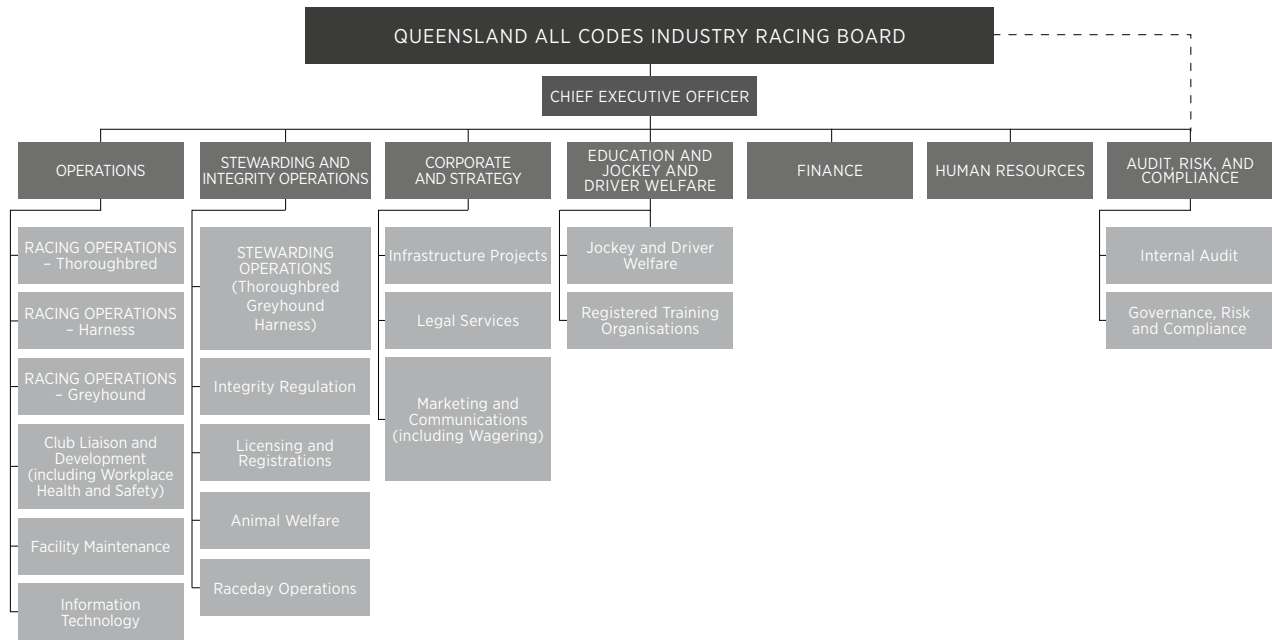 QUEENSLAND ALL CODES INDUSTRY RACING BOARD
CHIEF EXECUTIVE OFFICER
OPERATIONS
STEWARDING AND
INTEGRITY OPERATIONS
CORPORATE
AND STRATEGY
EDUCATION AND
JOCKEY AND
DRIVER WELFARE
FINANCE
HUMAN RESOURCES
AUDIT, RISK, AND
COMPLIANCE
RACING OPERATIONS
– Thoroughbred
RACING OPERATIONS
– Harness
RACING OPERATIONS
– Greyhound
Club Liaison and
Development
(including Workplace
Health and Safety)
Facility Maintenance
Information
Technology
STEWARDING
OPERATIONS
(Thoroughbred
Greyhound
Harness)
Integrity Regulation
Licensing and
Registrations
Animal Welfare
Raceday Operations
Infrastructure Projects
Legal Services
Marketing and
Communications
(including Wagering)
Jockey and Driver
Welfare
Registered Training
Organisations
Internal Audit
Governance, Risk
and Compliance